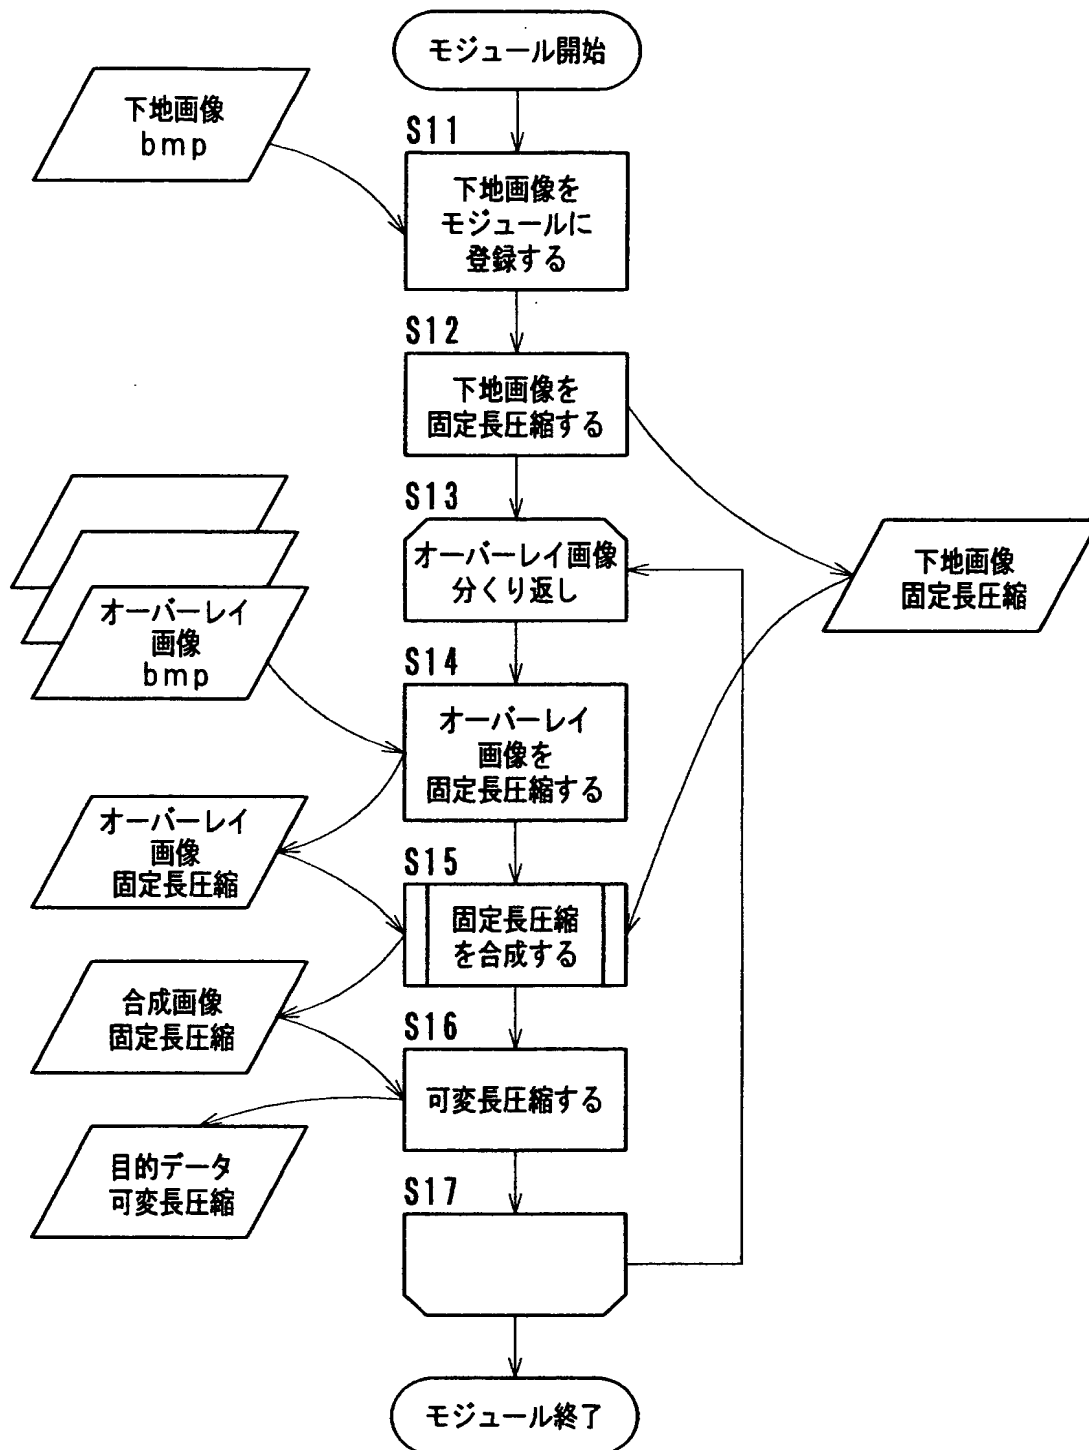 モジュール開始
下地画像
bmp
S11
下地画像を
モジュールに
登録する
S12
下地画像を
固定長圧縮する
S13
オーバーレイ画像
分くり返し
下地画像
固定長圧縮
オーバーレイ
画像
bmp
S14
オーバーレイ
画像を
固定長圧縮する
オーバーレイ
画像
固定長圧縮
S15
固定長圧縮
を合成する
合成画像
固定長圧縮
S16
可変長圧縮する
目的データ
可変長圧縮
S17
モジュール終了